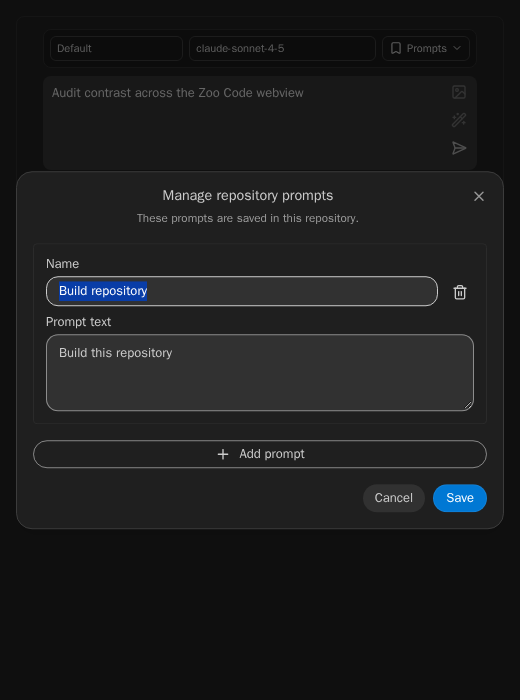 Default
claude-sonnet-4-5
Prompts
Audit contrast across the Zoo Code webview
Manage repository prompts
These prompts are saved in this repository.
Name
Build repository
Prompt text
Build this repository
Add prompt
Cancel
Save